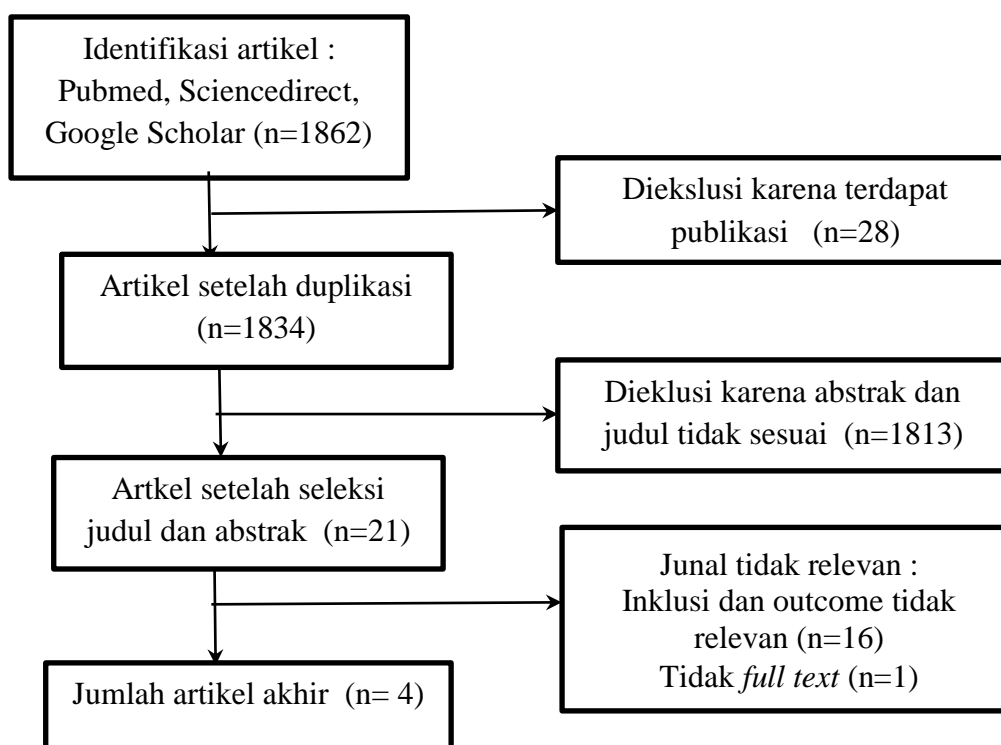 Identifikasi artikel :
Pubmed, Sciencedirect,
Google Scholar (n=1862)
Diekslusi karena terdapat
publikasi (n=28)
Artikel setelah duplikasi
(n=1834)
Dieklusi karena abstrak dan
judul tidak sesuai (n=1813)
Artkel setelah seleksi
judul dan abstrak (n=21)
Junal tidak relevan :
Inklusi dan outcome tidak
relevan (n=16)
Tidak full text (n=1)
Jumlah artikel akhir (n= 4)